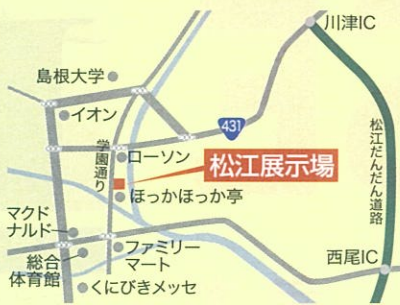 川津IC
島根大学
イオン
431
学園通り
ローソン
松江展示場
松江だんだん道路
ほっかほっか亭
マクド
ナルド
ファミリー
マート
総合
体育館
西尾IC
くにびきメッセ